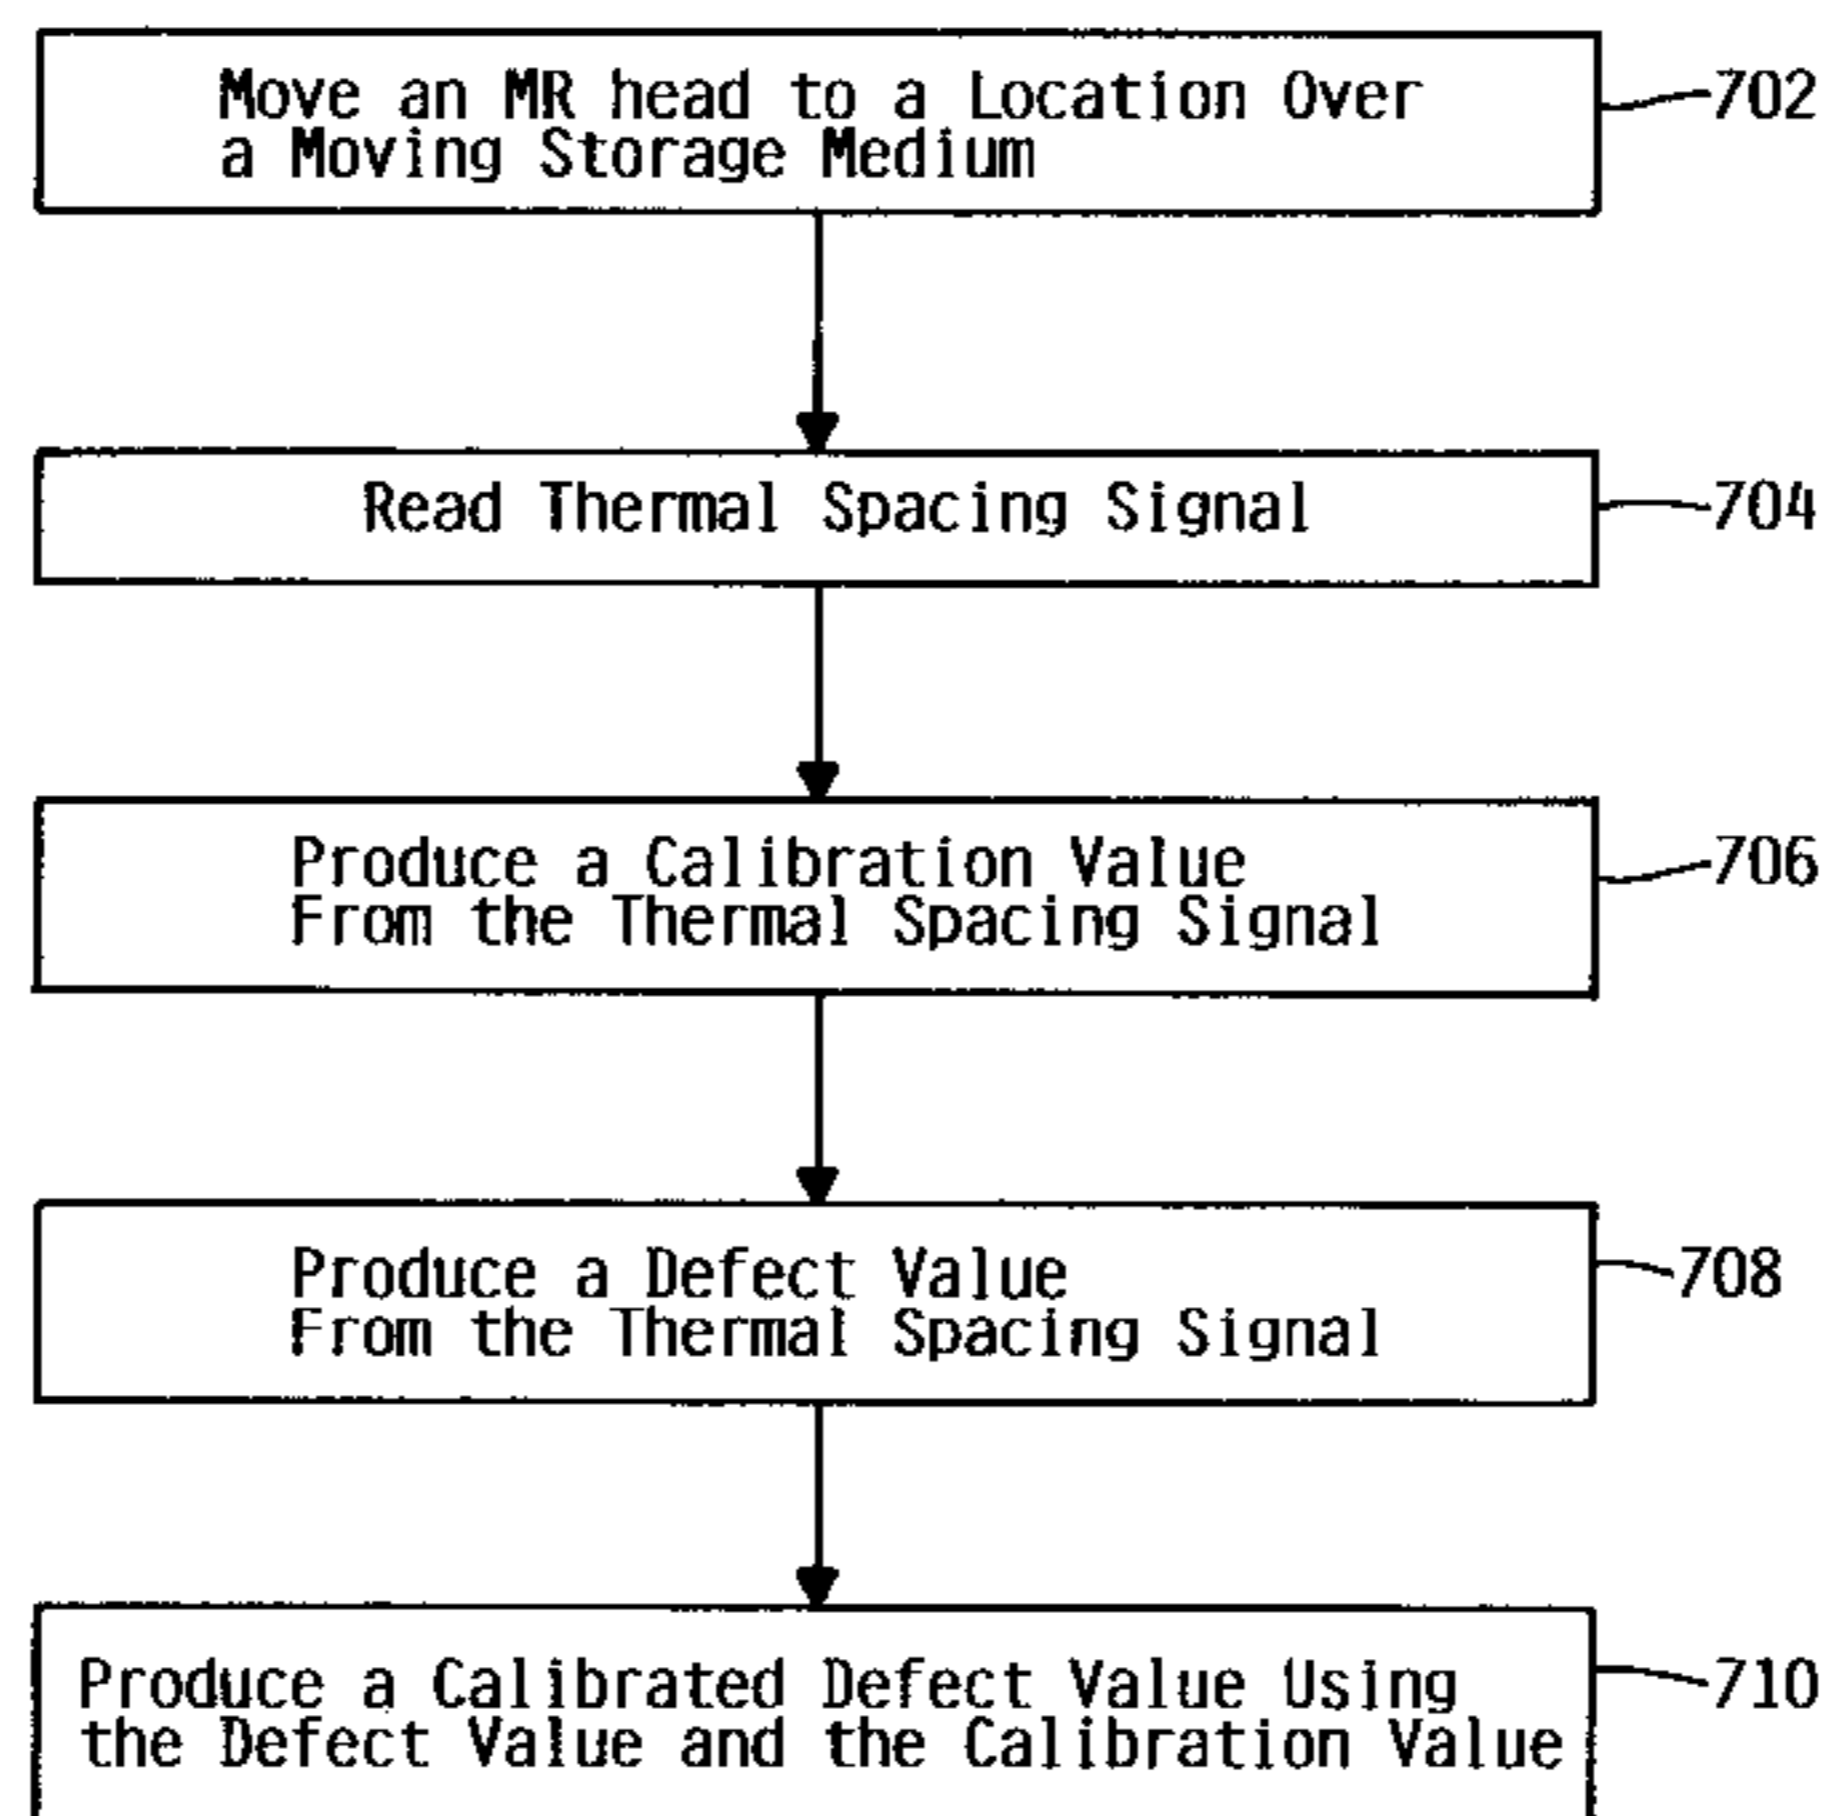 Move an MR head to a Location Over
a Moving Storage Medium
702
Read Thermal Spacing Signal
704
Produce a Calibration Value
From the Thermal Spacing Signal
706
Produce a Defect Value
From the Thermal Spacing Signal
708
Produce a Calibrated Defect Value Using
the Defect Value and the Calibration Value
710